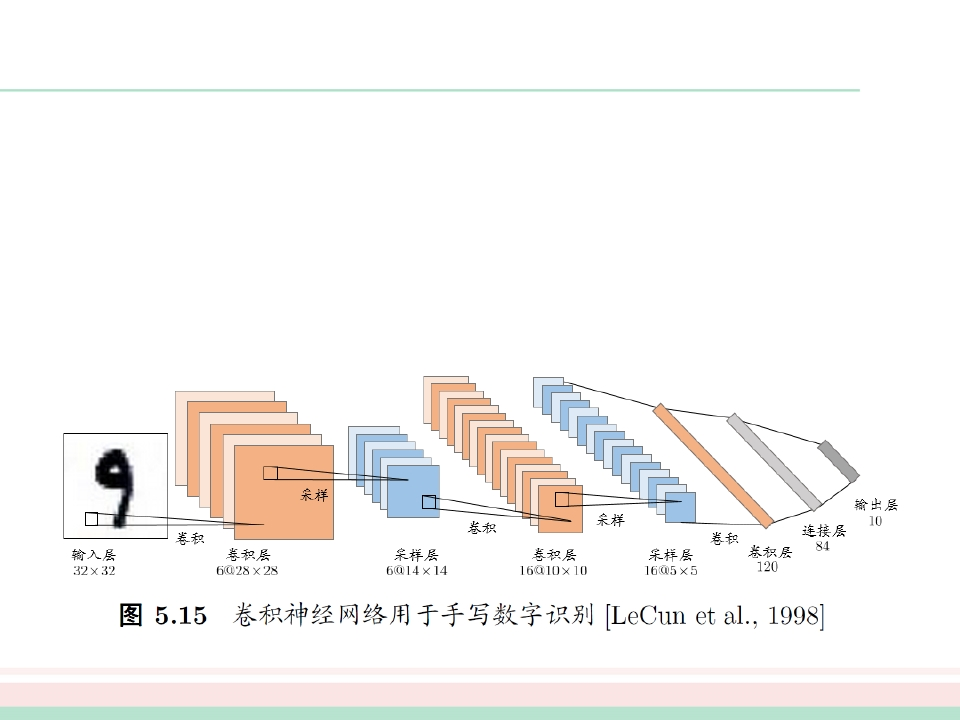 采样
卷积
采样
卷积
卷积
输入层
32×32
卷积层
6@28×28
采样层
6@14×14
卷积层
16@10×10
采样层
16@5×5
卷积层
120
连接层
84
输出层
10
图 5.15 卷积神经网络用于手写数字识别 [LeCun et al., 1998]